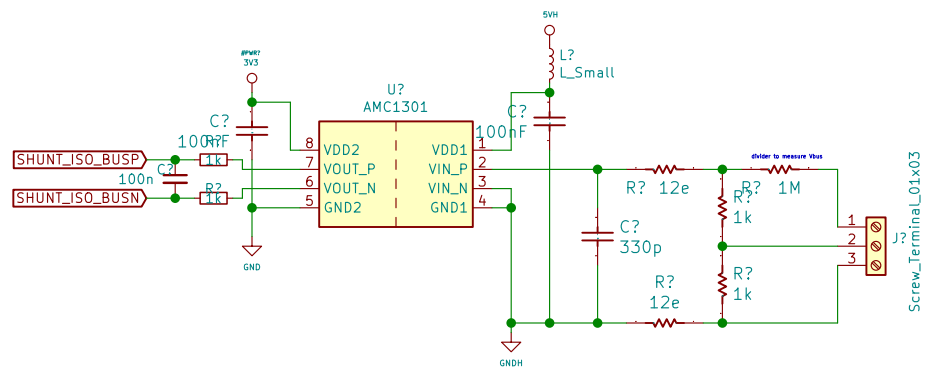 5VH
#PWR?
3V3
L?
L_Small
U?
AMC1301
C?
100nF
C?
100nF
R?
1k
SHUNT_ISO_BUSP
C?
100n
R?
1k
SHUNT_ISO_BUSN
8
7
6
5
VDD2
VOUT_P
VOUT_N
GND2
VDD1
VIN_P
VIN_N
GND1
1
2
3
4
GND
GNDH
C?
330p
R?
12e
R?
12e
divider to measure Vbus
R?
1M
R?
1k
R?
1k
1
2
3
J?
Screw_Terminal_01x03